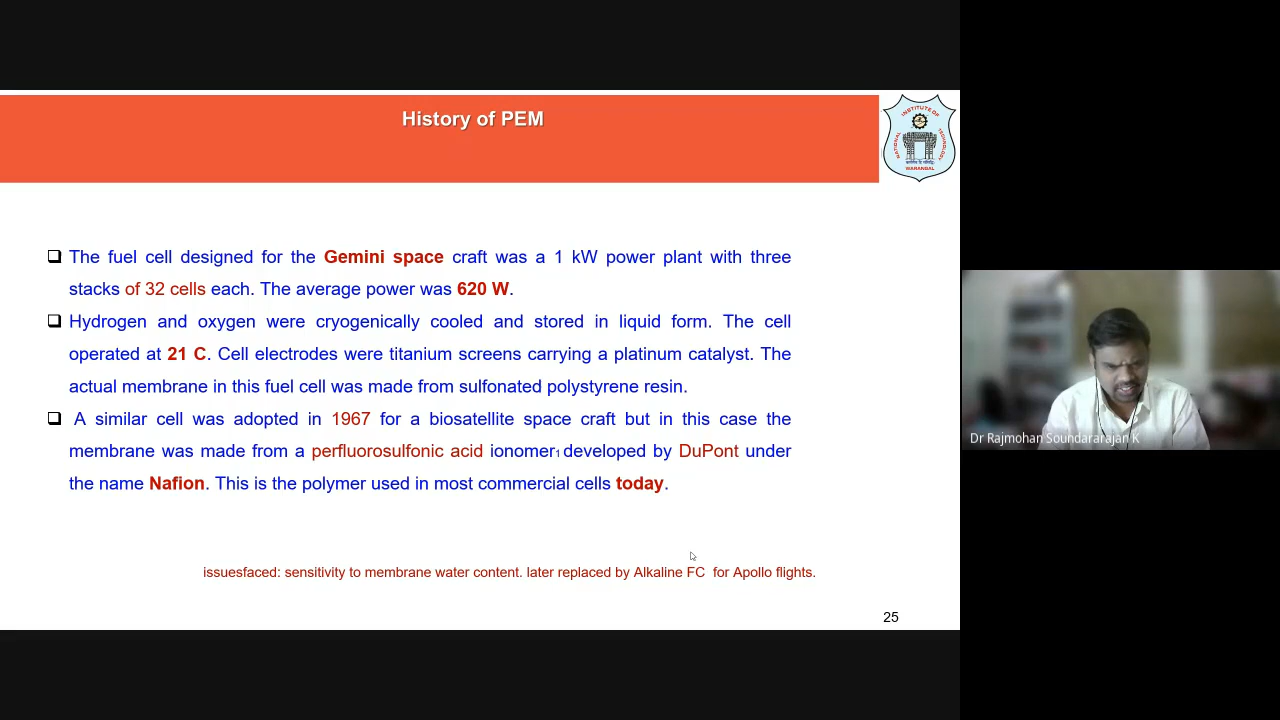 History of PEM
INSTITUTE OF
NATIONAL
TECHNOLOGY
WARANGAL
❑ The fuel cell designed for the Gemini space craft was a 1 kW power plant with three
stacks of 32 cells each. The average power was 620 W.
❑ Hydrogen and oxygen were cryogenically cooled and stored in liquid form. The cell
operated at 21 C. Cell electrodes were titanium screens carrying a platinum catalyst. The
actual membrane in this fuel cell was made from sulfonated polystyrene resin.
❑ A similar cell was adopted in 1967 for a biosatellite space craft but in this case the
membrane was made from a perfluorosulfonic acid ionomer1 developed by DuPont under
the name Nafion. This is the polymer used in most commercial cells today.
issuesfaced: sensitivity to membrane water content. later replaced by Alkaline FC for Apollo flights.
25
Dr Rajmohan Soundararajan K